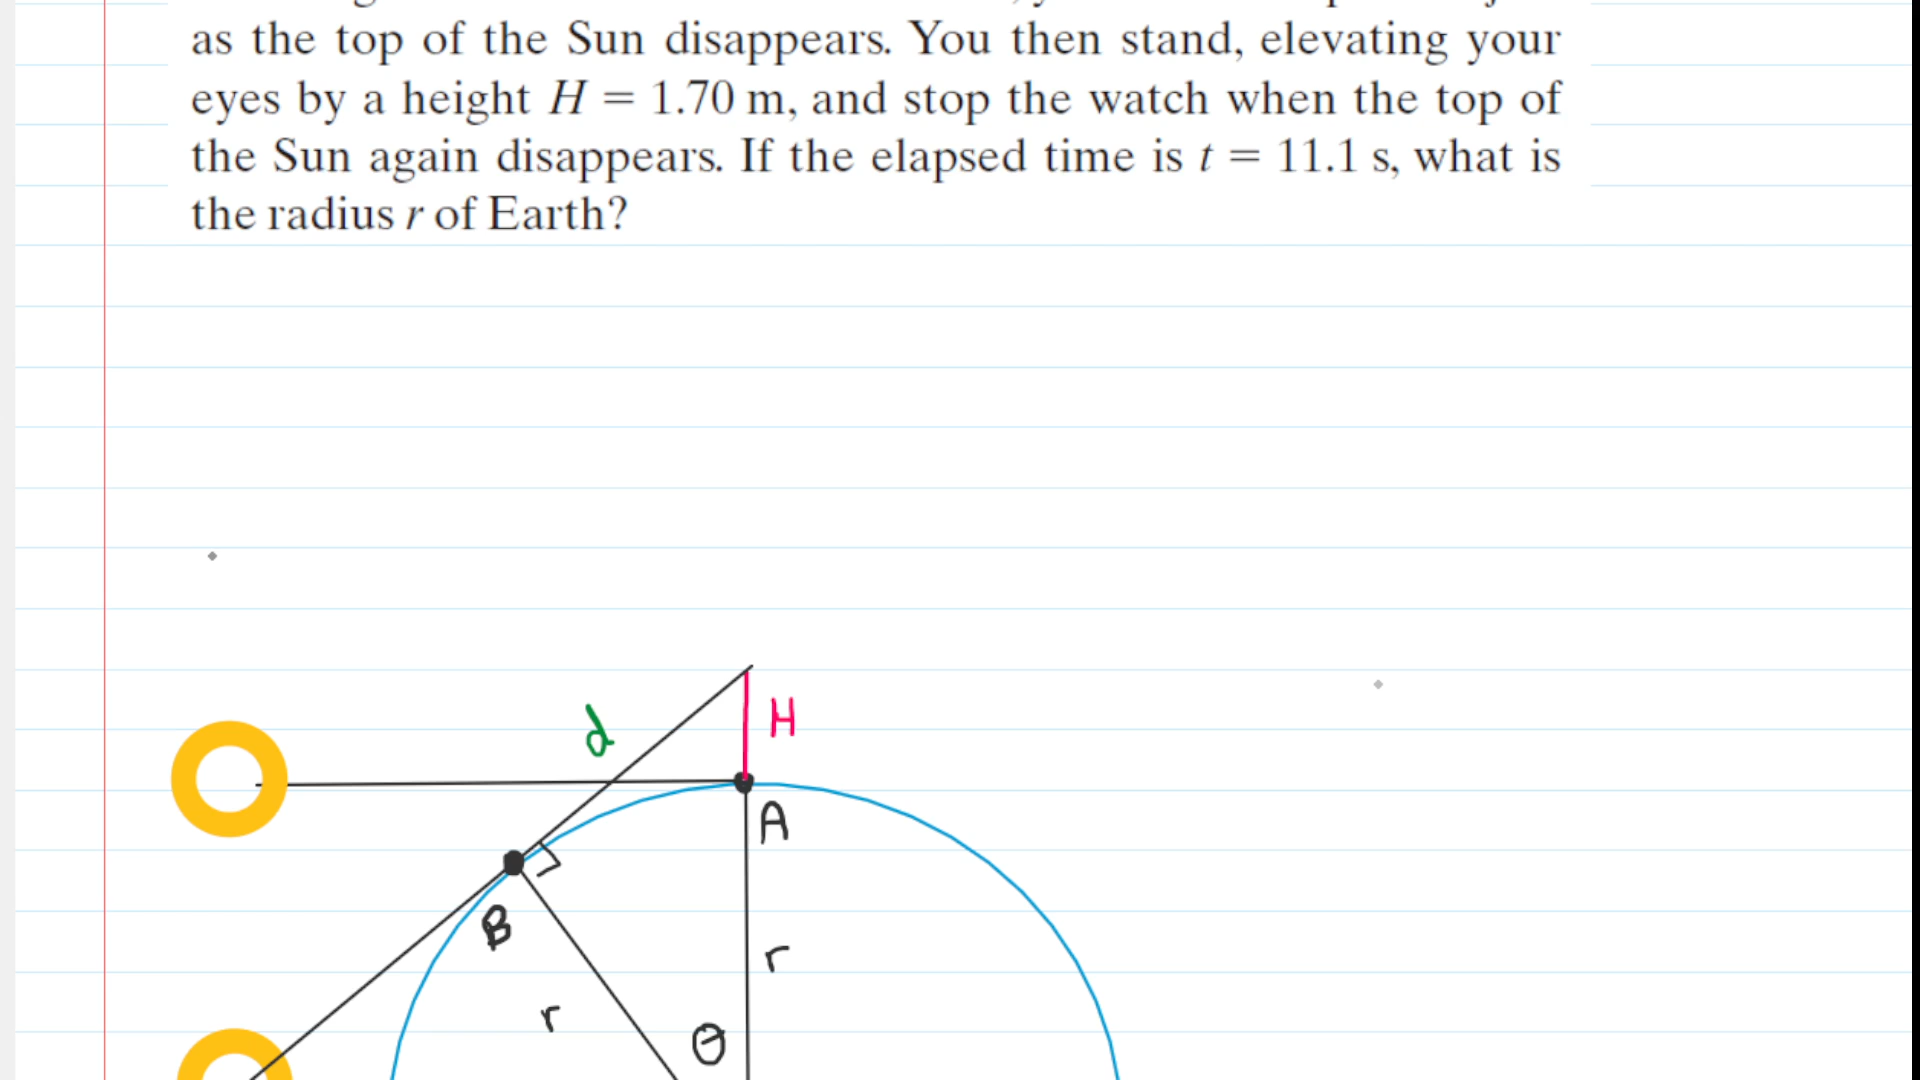 as the top of the Sun disappears. You then stand, elevating your
eyes by a height H = 1.70 m, and stop the watch when the top of
the Sun again disappears. If the elapsed time is t = 11.1 s, what is
the radius r of Earth?
d
H
A
B
r
r
θ